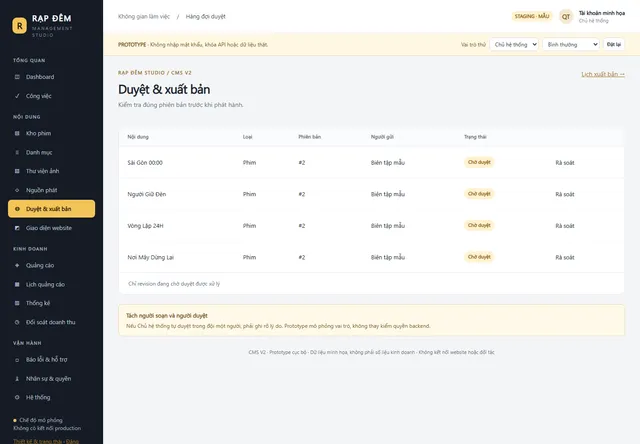 R
RẠP ĐÊM
MANAGEMENT
STUDIO
TỔNG QUAN
Dashboard
Công việc
NỘI DUNG
Kho phim
Danh mục
Thư viện ảnh
Nguồn phát
Duyệt & xuất bản
Giao diện website
KINH DOANH
Quảng cáo
Lịch quảng cáo
Thống kê
Đối soát doanh thu
VẬN HÀNH
Báo lỗi & hỗ trợ
Nhân sự & quyền
Hệ thống
Chế độ mô phỏng
Không có kết nối production
Thiết kế & trạng thái · Đăng
Không gian làm việc / Hàng đợi duyệt
STAGING · MẪU
QT
Tài khoản minh họa
Chủ hệ thống
PROTOTYPE · Không nhập mật khẩu, khóa API hoặc dữ liệu thật.
Vai trò thử
Chủ hệ thống
Bình thường
Đặt lại
RẠP ĐÊM STUDIO / CMS V2
Duyệt & xuất bản
Kiểm tra đúng phiên bản trước khi phát hành.
Lịch xuất bản →
Nội dung Loại Phiên bản Người gửi Trạng thái
Sài Gòn 00:00 Phim #2 Biên tập mẫu Chờ duyệt Rà soát
Người Giữ Đèn Phim #2 Biên tập mẫu Chờ duyệt Rà soát
Vòng Lặp 24H Phim #2 Biên tập mẫu Chờ duyệt Rà soát
Nơi Mây Dừng Lại Phim #2 Biên tập mẫu Chờ duyệt Rà soát
Chỉ revision đang chờ duyệt được xử lý
Tách người soạn và người duyệt
Nếu Chủ hệ thống tự duyệt trong đội một người, phải ghi rõ lý do. Prototype mô phỏng vai trò, không thay kiểm quyền backend.
CMS V2 · Prototype cục bộ · Dữ liệu minh họa, không phải số liệu kinh doanh · Không kết nối website hoặc đối tác